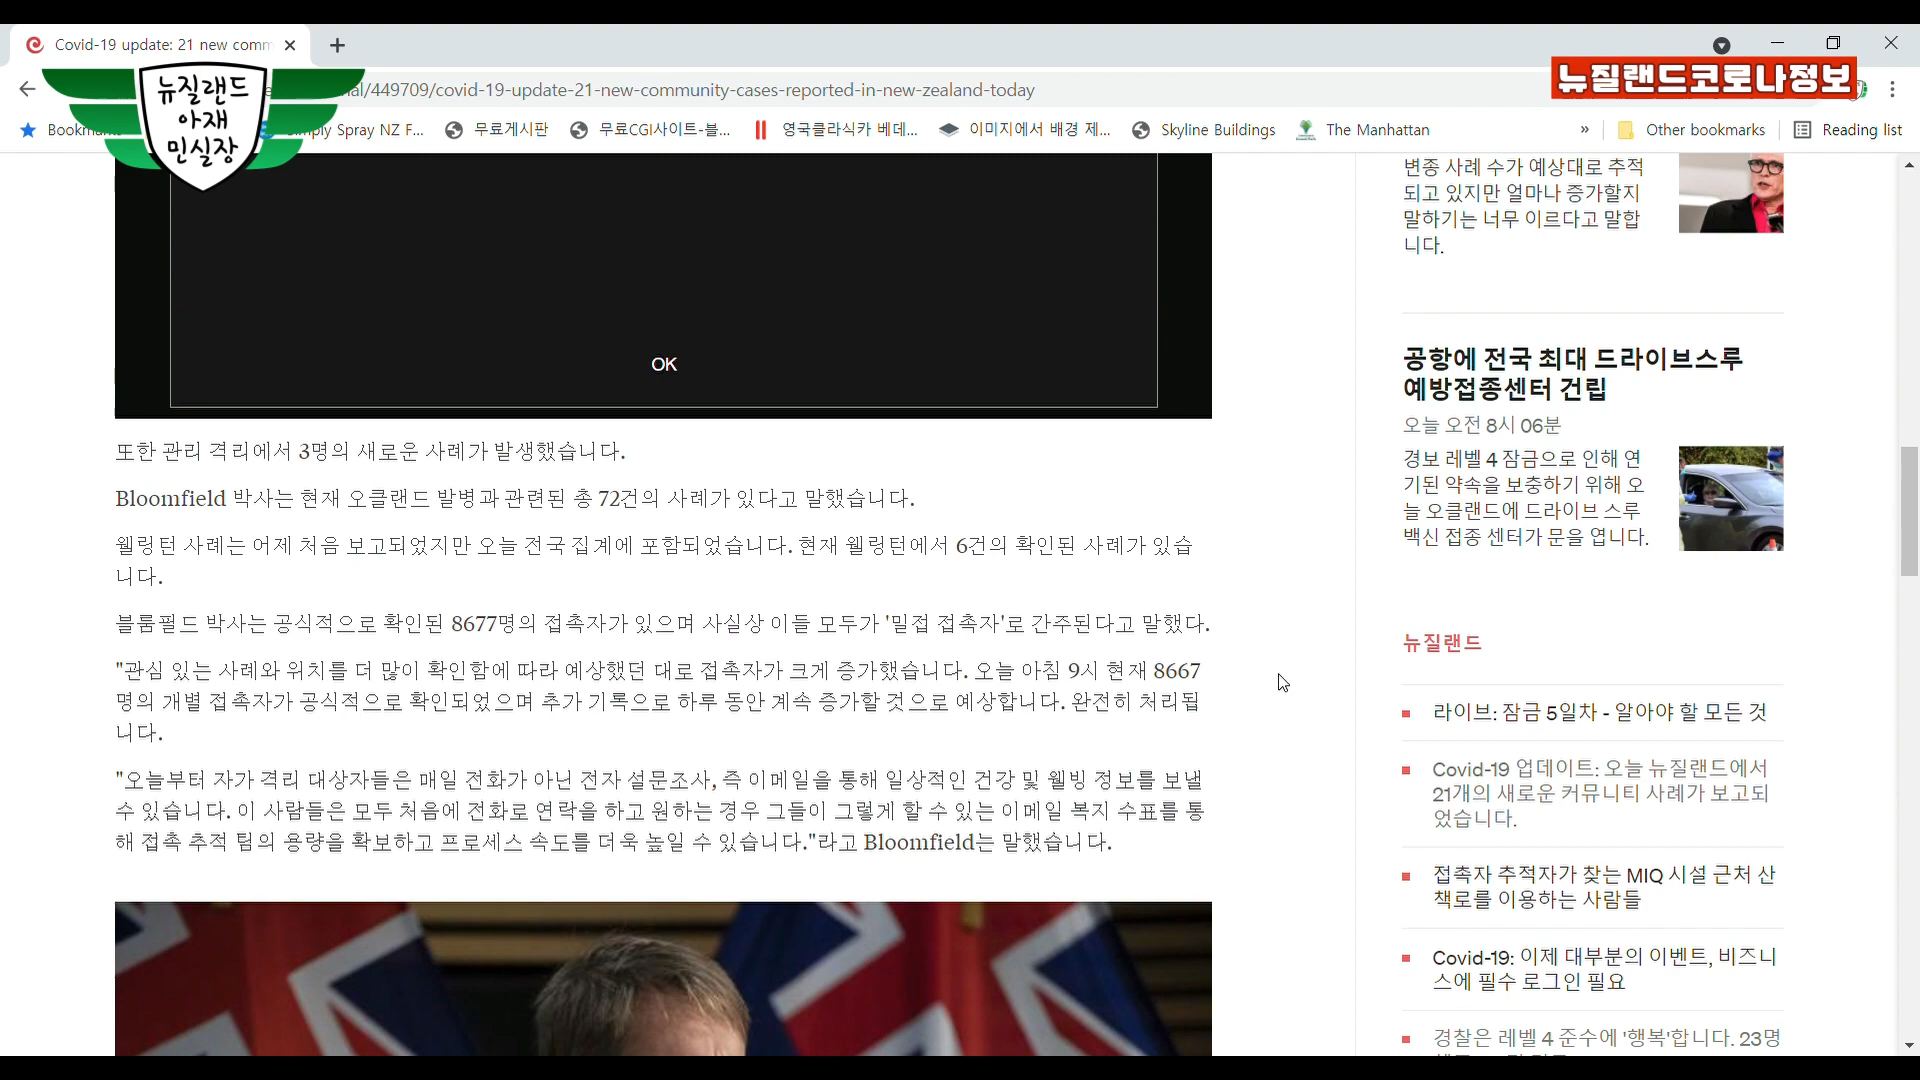 Covid-19 update: 21 new comm
뉴질랜드
아재
민실장
al/449709/covid-19-update-21-new-community-cases-reported-in-new-zealand-today
뉴질랜드코로나정보
Bookmarks
Simply Spray NZ F...
무료게시판
무료CGI사이트-블...
영국클라식카 베데...
이미지에서 배경 제...
Skyline Buildings
The Manhattan
»
Other bookmarks
Reading list
OK
또한 관리 격리에서 3명의 새로운 사례가 발생했습니다.
Bloomfield 박사는 현재 오클랜드 발병과 관련된 총 72건의 사례가 있다고 말했습니다.
웰링턴 사례는 어제 처음 보고되었지만 오늘 전국 집계에 포함되었습니다. 현재 웰링턴에서 6건의 확인된 사례가 있습
니다.
블룸필드 박사는 공식적으로 확인된 8677명의 접촉자가 있으며 사실상 이들 모두가 '밀접 접촉자'로 간주된다고 말했다.
"관심 있는 사례와 위치를 더 많이 확인함에 따라 예상했던 대로 접촉자가 크게 증가했습니다. 오늘 아침 9시 현재 8667
명의 개별 접촉자가 공식적으로 확인되었으며 추가 기록으로 하루 동안 계속 증가할 것으로 예상합니다. 완전히 처리됩
니다.
"오늘부터 자가 격리 대상자들은 매일 전화가 아닌 전자 설문조사, 즉 이메일을 통해 일상적인 건강 및 웰빙 정보를 보낼
수 있습니다. 이 사람들은 모두 처음에 전화로 연락을 하고 원하는 경우 그들이 그렇게 할 수 있는 이메일 복지 수표를 통
해 접촉 추적 팀의 용량을 확보하고 프로세스 속도를 더욱 높일 수 있습니다."라고 Bloomfield는 말했습니다.
변종 사례 수가 예상대로 추적
되고 있지만 얼마나 증가할지
말하기는 너무 이르다고 말합
니다.
공항에 전국 최대 드라이브스루
예방접종센터 건립
오늘 오전 8시 06분
경보 레벨 4 잠금으로 인해 연
기된 약속을 보충하기 위해 오
늘 오클랜드에 드라이브 스루
백신 접종 센터가 문을 엽니다.
뉴질랜드
라이브: 잠금 5일차 - 알아야 할 모든 것
Covid-19 업데이트: 오늘 뉴질랜드에서
21개의 새로운 커뮤니티 사례가 보고되
었습니다.
접촉자 추적자가 찾는 MIQ 시설 근처 산
책로를 이용하는 사람들
Covid-19: 이제 대부분의 이벤트, 비즈니
스에 필수 로그인 필요
경찰은 레벨 4 준수에 '행복'합니다. 23명